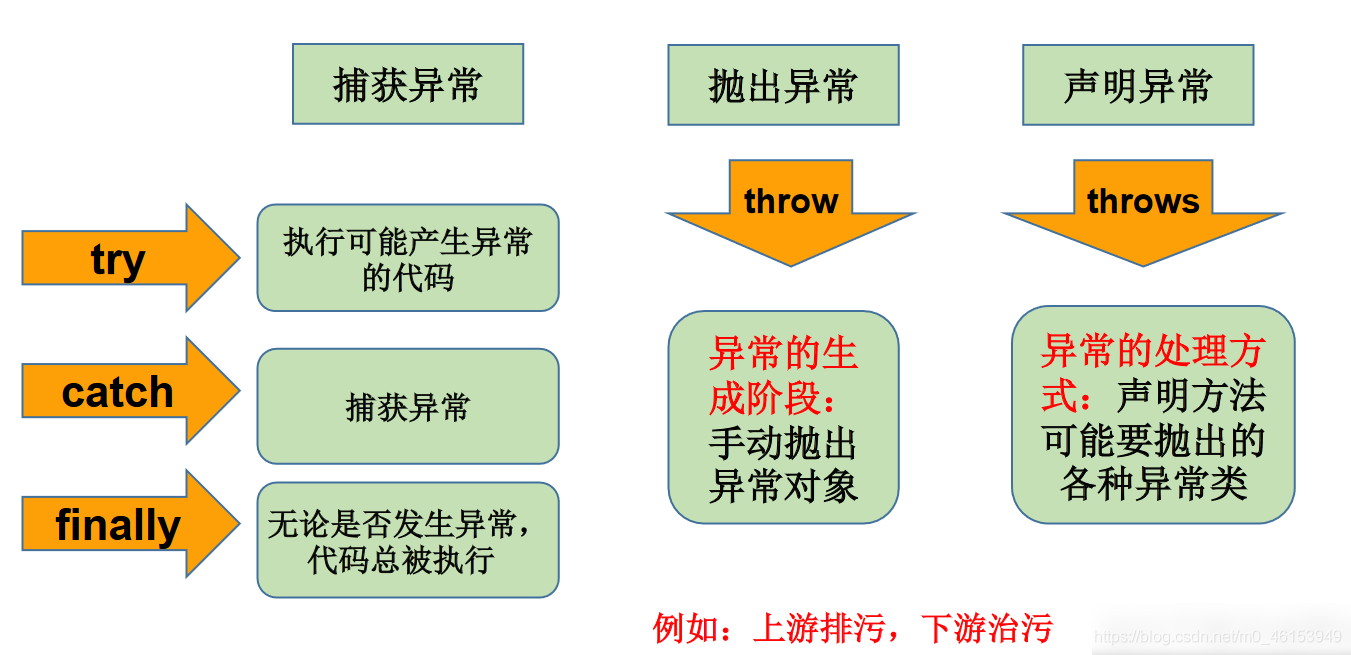 捕获异常
抛出异常
声明异常
try
执行可能产生异常
的代码
catch
捕获异常
finally
无论是否发生异常，
代码总被执行
throw
异常的生
成阶段：
手动抛出
异常对象
throws
异常的处理方
式：声明方法
可能要抛出的
各种异常类
例如：上游排污，下游治污
https://blog.csdn.net/m0_46153949